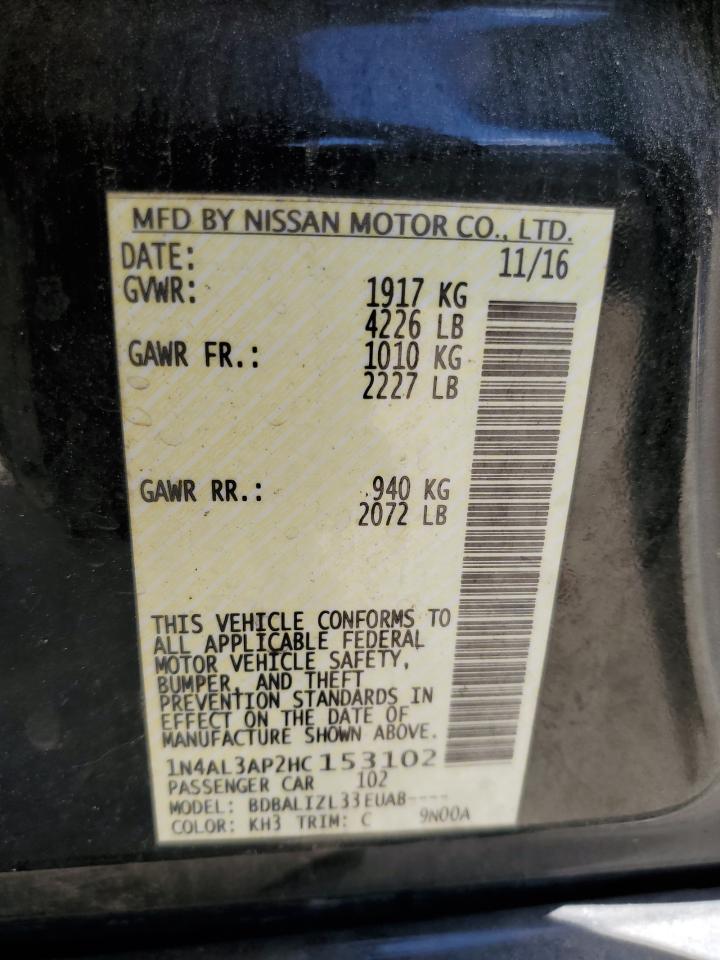 MFD BY NISSAN MOTOR CO., LTD.
DATE: 11/16
GVWR: 1917 KG
4226 LB
GAWR FR.: 1010 KG
2227 LB
GAWR RR.: 940 KG
2072 LB
THIS VEHICLE CONFORMS TO
ALL APPLICABLE FEDERAL
MOTOR VEHICLE SAFETY,
BUMPER, AND THEFT
PREVENTION STANDARDS IN
EFFECT ON THE DATE OF
MANUFACTURE SHOWN ABOVE.
1N4AL3AP2HC 153102
PASSENGER CAR 102
MODEL: BDBALIZL33EUAB----
COLOR: KH3 TRIM: C 9N00A